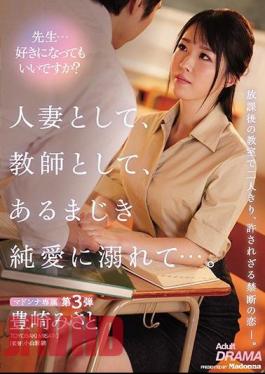 先生…
好きになっても
いいですか?
人妻として、
教師として、
あるまじき
純愛に溺れて…。
放課後の教室で二人きり、許されざる禁断の恋―。
マドンナ専属 第3弾
豊崎みさと
Adult
DRAMA
PRESENTED BY Madonna